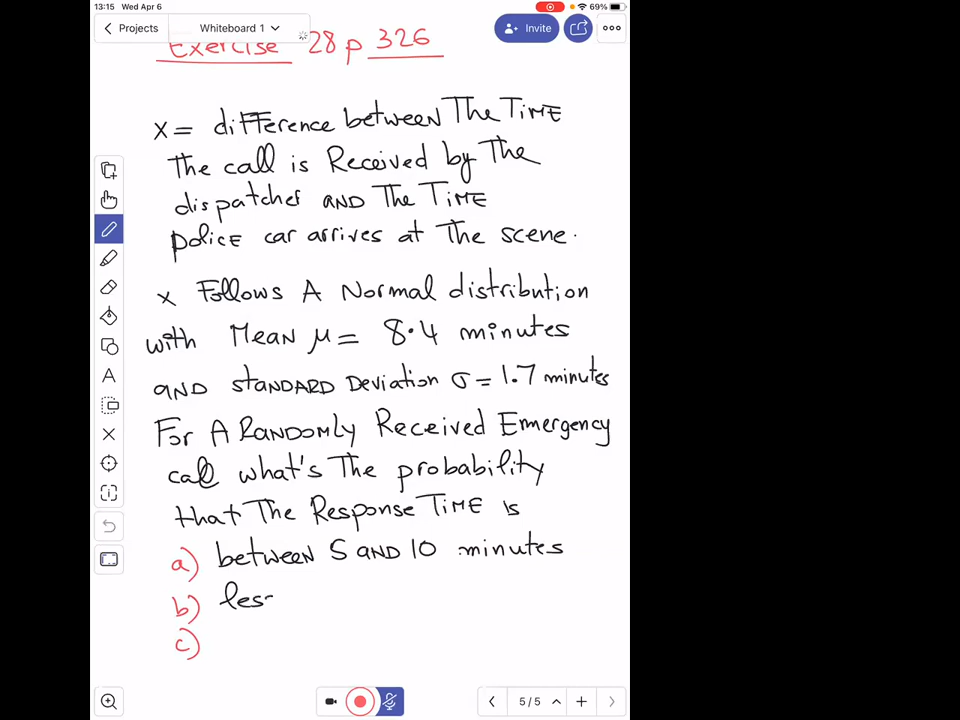 13:15 Wed Apr 6
69%
Projects
Whiteboard 1
Invite
Exercise 28 p 326
x = difference between The Time
The call is Received by The
dispatcher AND The Time
police car arrives at The scene.
x Follows A Normal distribution
with Mean μ = 8.4 minutes
AND STANDARD Deviation σ = 1.7 minutes
For A RANDOMLY Received Emergency
call what's The probability
that The Response Time is
a) between 5 AND 10 minutes
b) les
c)
A
5/5